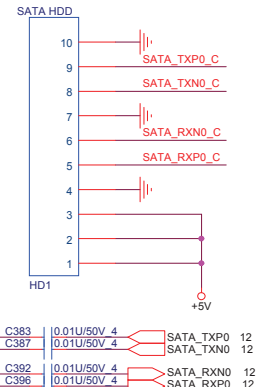 SATA HDD
10
9 SATA_TXP0_C
8 SATA_TXN0_C
7
6 SATA_RXN0_C
5 SATA_RXP0_C
4
3
2
1
HD1
+5V
C383 0.01U/50V_4 SATA_TXP0 12
C387 0.01U/50V_4 SATA_TXN0 12
C392 0.01U/50V_4 SATA_RXN0 12
C396 0.01U/50V_4 SATA_RXP0 12